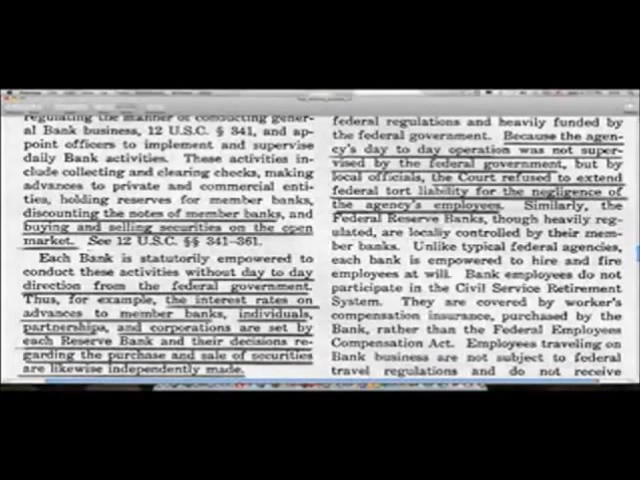 regulating the manner of conducting gener-
al Bank business, 12 U.S.C. § 341, and ap-
point officers to implement and supervise
daily Bank activities. These activities in-
clude collecting and clearing checks, making
advances to private and commercial enti-
ties, holding reserves for member banks,
discounting the notes of member banks, and
buying and selling securities on the open
market. See 12 U.S.C. §§ 341–361.
Each Bank is statutorily empowered to
conduct these activities without day to day
direction from the federal government.
Thus, for example, the interest rates on
advances to member banks, individuals,
partnerships, and corporations are set by
each Reserve Bank and their decisions re-
garding the purchase and sale of securities
are likewise independently made.
federal regulations and heavily funded by
the federal government. Because the agen-
cy's day to day operation was not super-
vised by the federal government, but by
local officials, the Court refused to extend
federal tort liability for the negligence of
the agency's employees. Similarly, the
Federal Reserve Banks, though heavily reg-
ulated, are locally controlled by their mem-
ber banks. Unlike typical federal agencies,
each bank is empowered to hire and fire
employees at will. Bank employees do not
participate in the Civil Service Retirement
System. They are covered by worker's
compensation insurance, purchased by the
Bank, rather than the Federal Employees
Compensation Act. Employees traveling on
Bank business are not subject to federal
travel regulations and do not receive